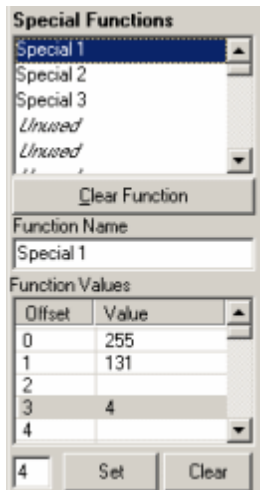 Special Functions
Special 1
Special 2
Special 3
Unused
Unused
Clear Function
Function Name
Special 1
Function Values
Offset Value
0 255
1 131
2
3 4
4
4 Set Clear